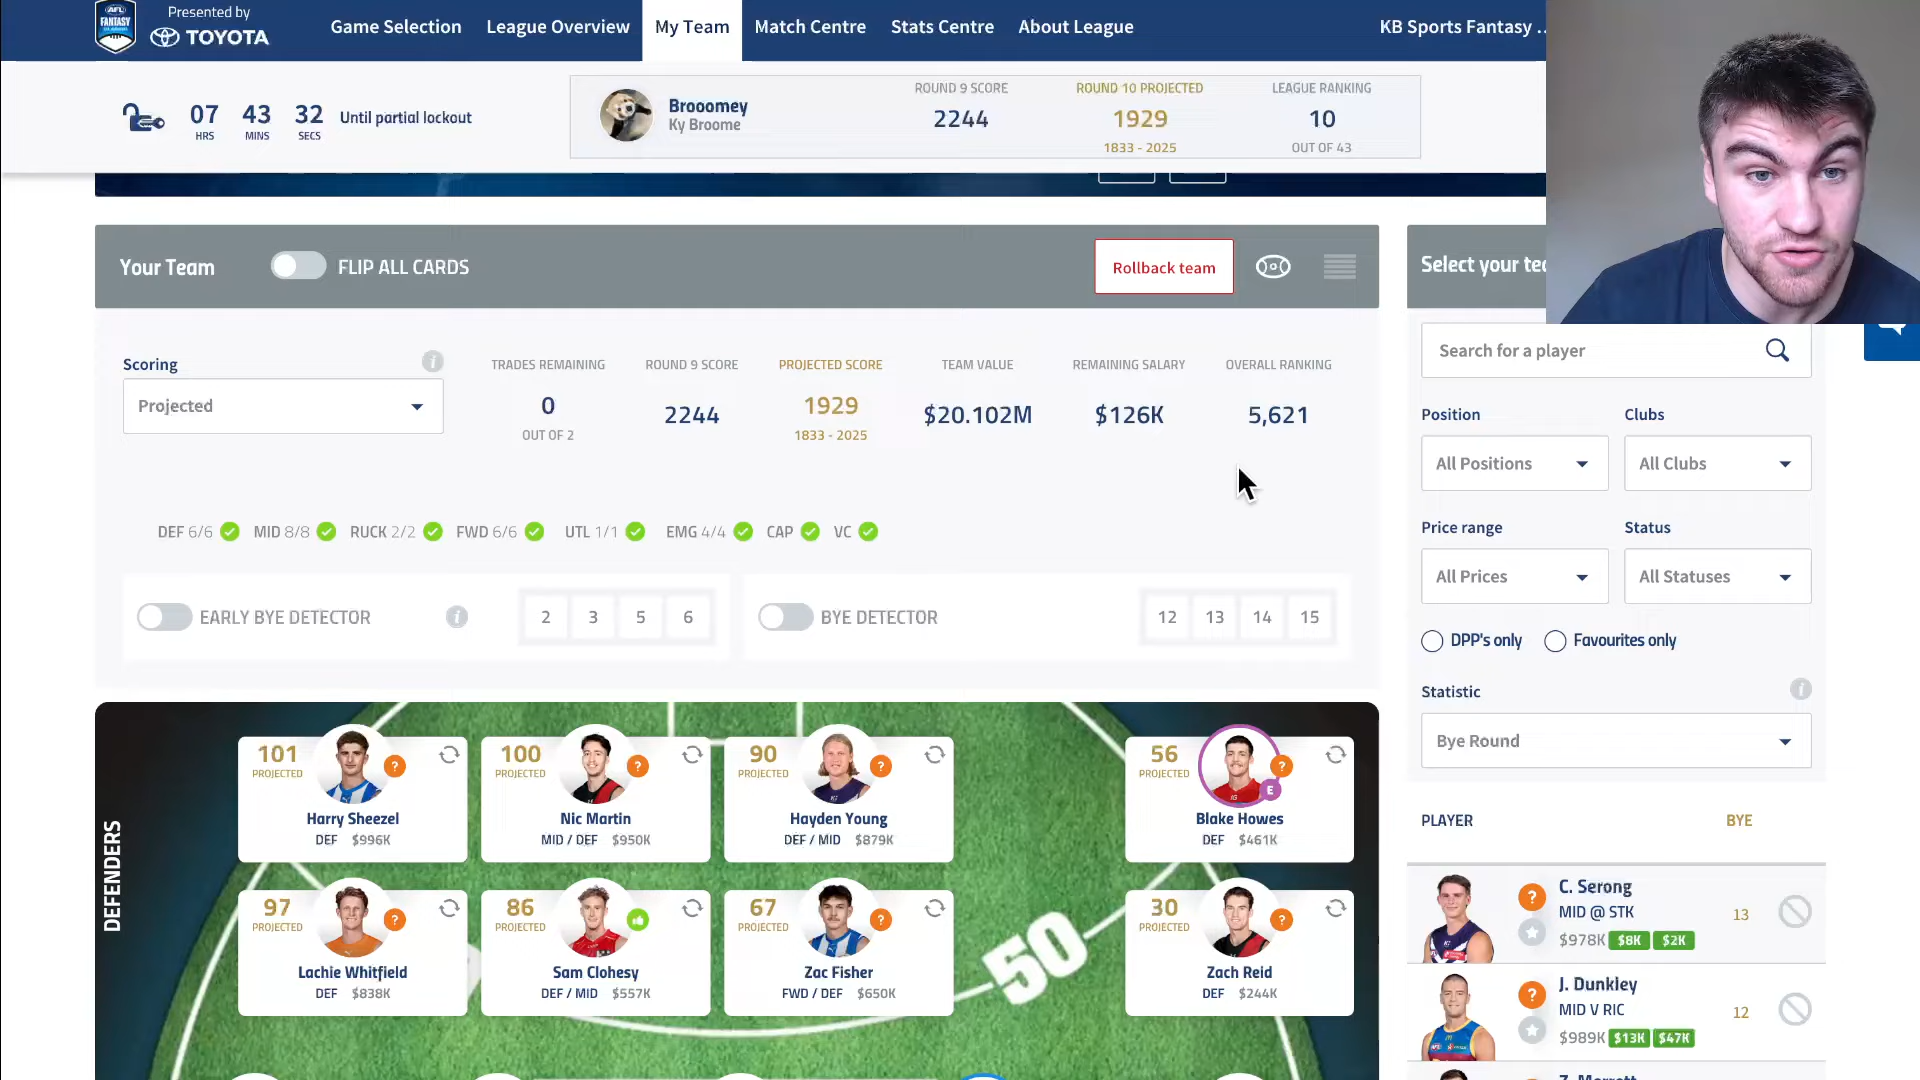 AFL
FANTASY
Presented by
TOYOTA
Game Selection
League Overview
My Team
Match Centre
Stats Centre
About League
KB Sports Fantasy ..
07
HRS
43
MINS
32
SECS
Until partial lockout
Brooomey
Ky Broome
ROUND 9 SCORE
2244
ROUND 10 PROJECTED
1929
1833 - 2025
LEAGUE RANKING
10
OUT OF 43
Your Team
FLIP ALL CARDS
Rollback team
Scoring
Projected
TRADES REMAINING
0
OUT OF 2
ROUND 9 SCORE
2244
PROJECTED SCORE
1929
1833 - 2025
TEAM VALUE
$20.102M
REMAINING SALARY
$126K
OVERALL RANKING
5,621
DEF 6/6
MID 8/8
RUCK 2/2
FWD 6/6
UTL 1/1
EMG 4/4
CAP
VC
EARLY BYE DETECTOR
2 3 5 6
BYE DETECTOR
12 13 14 15
DEFENDERS
101
PROJECTED
Harry Sheezel
DEF $996K
100
PROJECTED
Nic Martin
MID / DEF $950K
90
PROJECTED
Hayden Young
DEF / MID $879K
56
PROJECTED
E
Blake Howes
DEF $461K
97
PROJECTED
Lachie Whitfield
DEF $838K
86
PROJECTED
Sam Clohesy
DEF / MID $557K
67
PROJECTED
Zac Fisher
FWD / DEF $650K
50
30
PROJECTED
Zach Reid
DEF $244K
Select your te
Search for a player
Position
All Positions
Clubs
All Clubs
Price range
All Prices
Status
All Statuses
DPP's only
Favourites only
Statistic
Bye Round
PLAYER
BYE
C. Serong
MID @ STK
$978K $8K $2K
13
J. Dunkley
MID V RIC
$989K $13K $47K
12